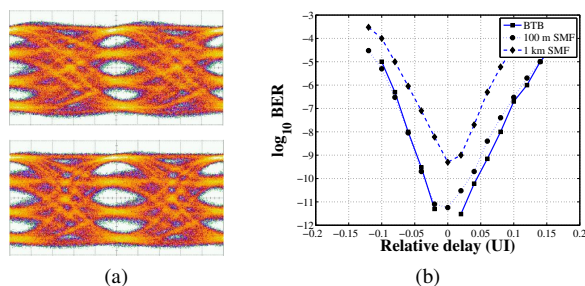 −3
−4
−5
−6
−7
−8
−9
−10
−11
−12
log10 BER
BTB
100 m SMF
1 km SMF
−0.2 −0.15 −0.1 −0.05 0 0.05 0.1 0.15 0.2
Relative delay (UI)
(a) (b)